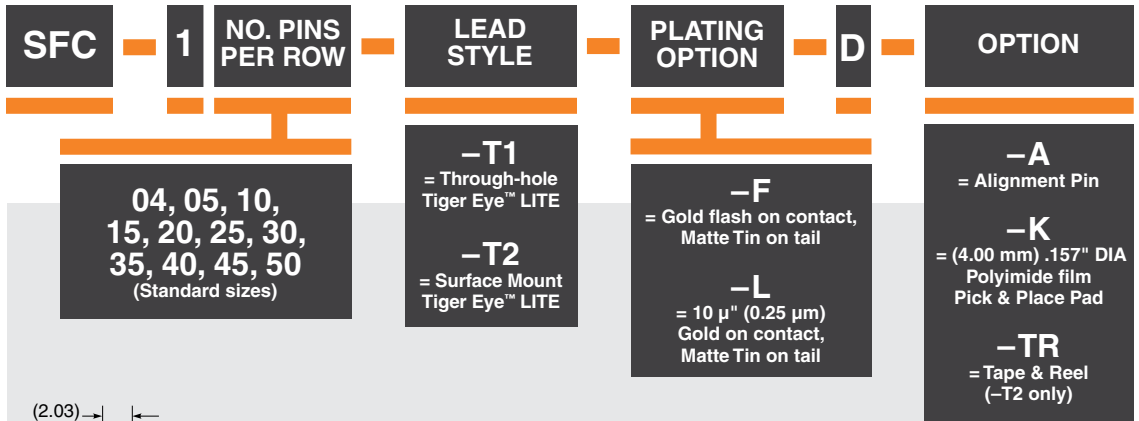 SFC
1
NO. PINS
PER ROW
LEAD
STYLE
PLATING
OPTION
D
OPTION
04, 05, 10,
15, 20, 25, 30,
35, 40, 45, 50
(Standard sizes)
–T1
= Through-hole
Tiger Eye™ LITE
–T2
= Surface Mount
Tiger Eye™ LITE
–F
= Gold flash on contact,
Matte Tin on tail
–L
= 10 µ" (0.25 µm)
Gold on contact,
Matte Tin on tail
–A
= Alignment Pin
–K
= (4.00 mm) .157" DIA
Polyimide film
Pick & Place Pad
–TR
= Tape & Reel
(–T2 only)
(2.03)